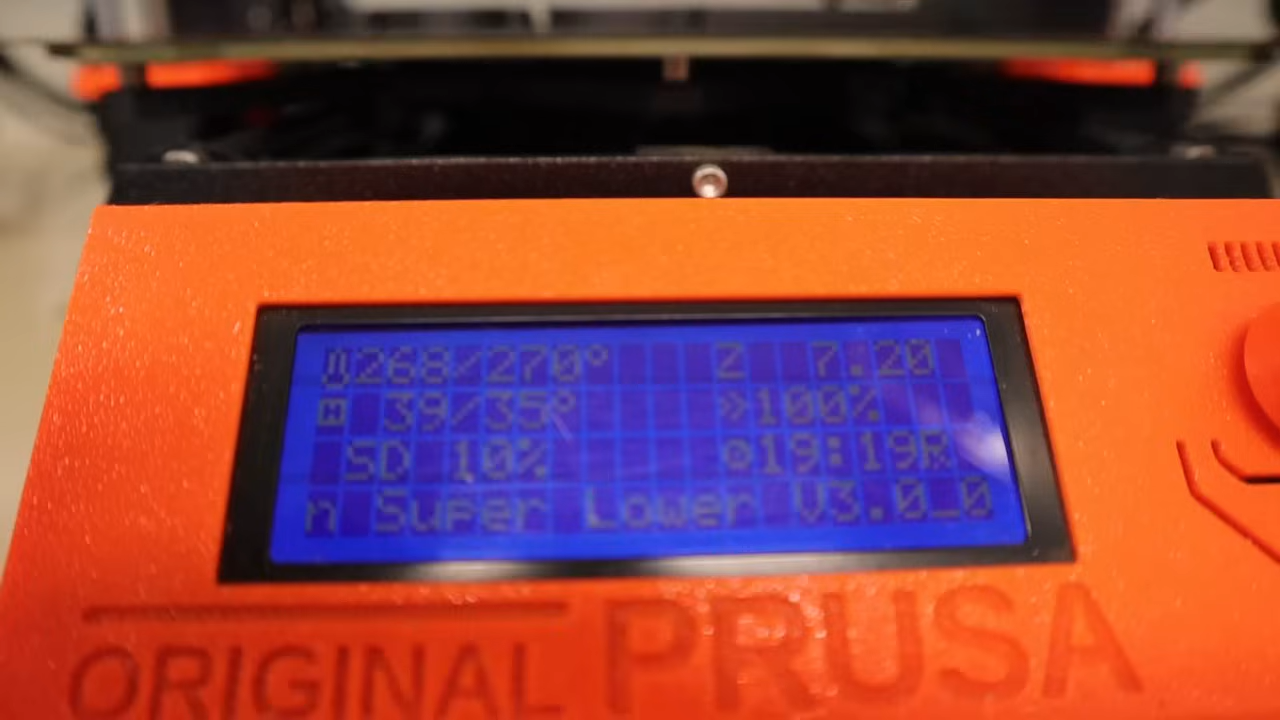 268/270° Z 7.20
H 39/35° »100%
SD 10% 19:19R
n Super Lower V3.0_0
ORIGINAL PRUSA